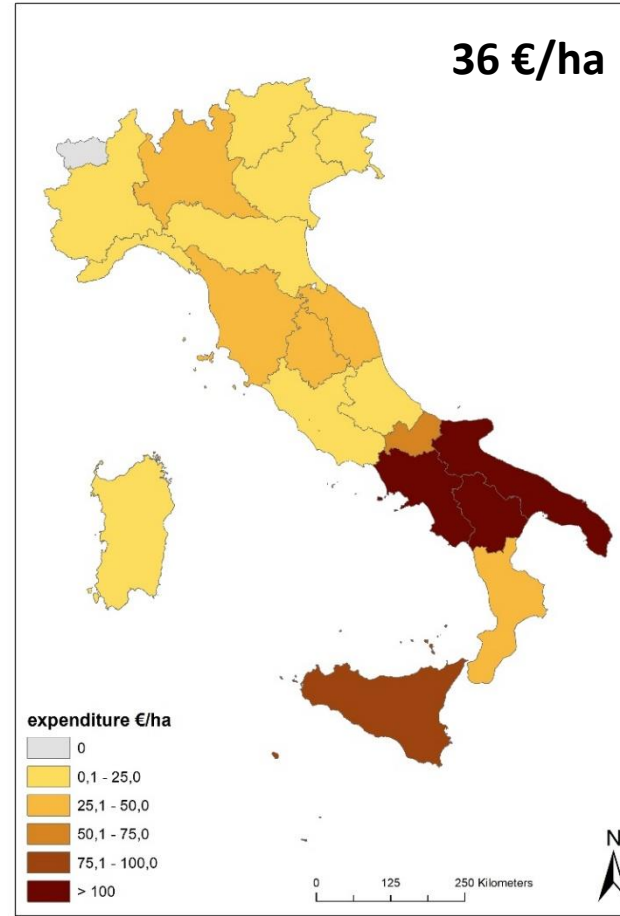 36 €/ha
expenditure €/ha
0
0,1 - 25,0
25,1 - 50,0
50,1 - 75,0
75,1 - 100,0
> 100
0 125 250 Kilometers
N